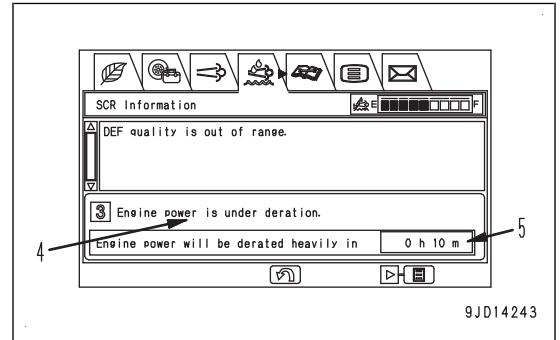 SCR Information
E F
DEF quality is out of range.
3 Engine power is under deration.
Engine power will be derated heavily in 0 h 10 m
4
5
9JD14243